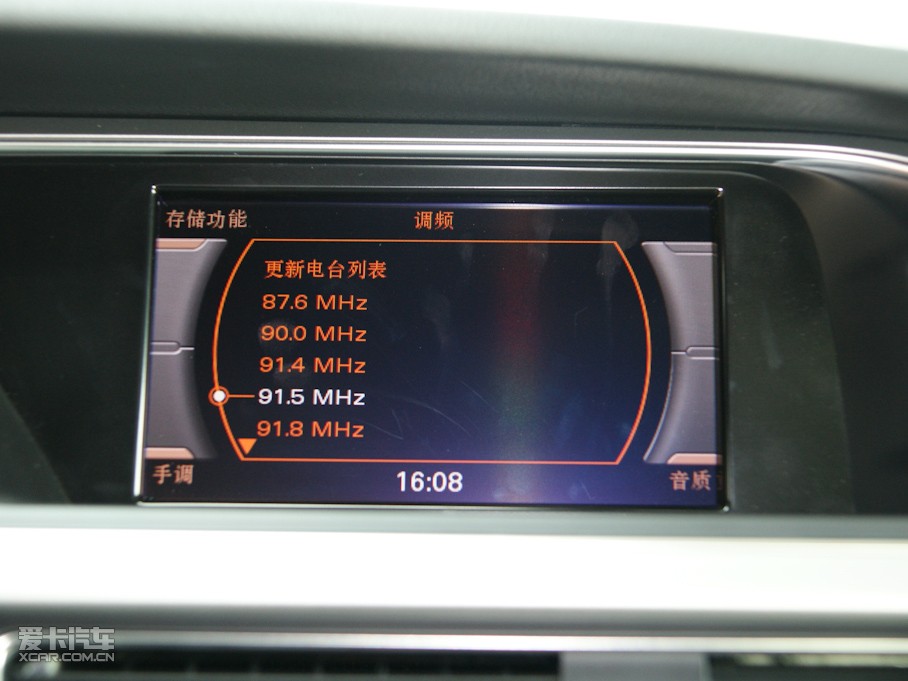 存储功能 调频
更新电台列表
87.6 MHz
90.0 MHz
91.4 MHz
91.5 MHz
91.8 MHz
手调 16:08 音质
爱卡汽车
XCAR.COM.CN